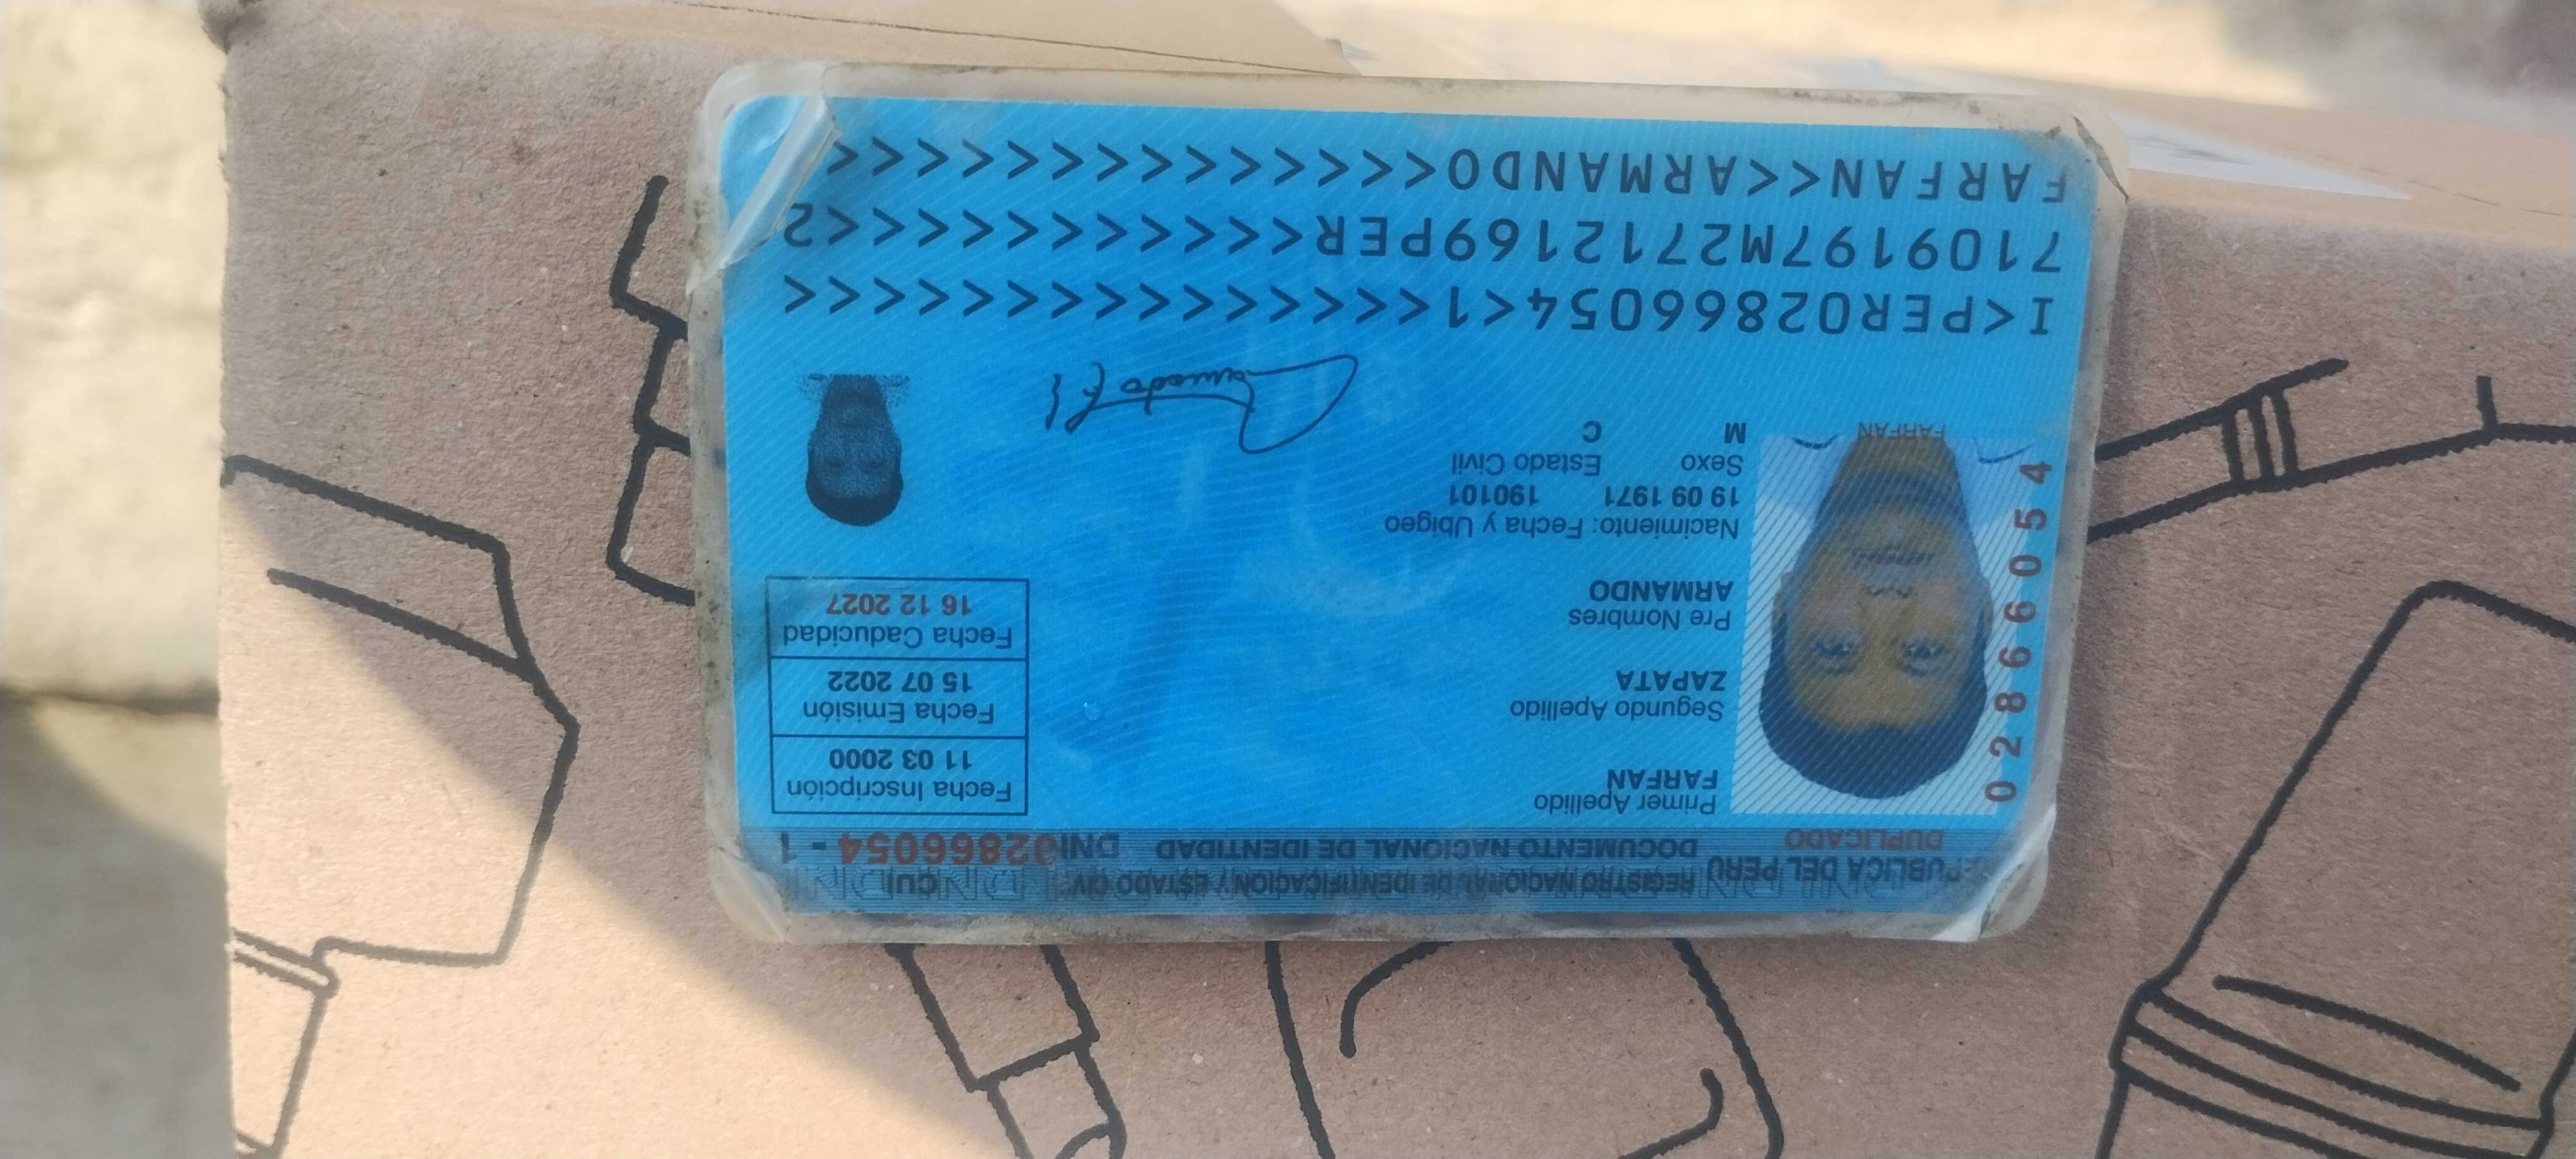 REPUBLICA DEL PERU REGISTRO NACIONAL DE IDENTIFICACION Y ESTADO CIVIL CUI
DUPLICADO DOCUMENTO NACIONAL DE IDENTIDAD DNI 02866054 - 1
02866054
Primer Apellido
FARFAN
Segundo Apellido
ZAPATA
Pre Nombres
ARMANDO
Nacimiento: Fecha y Ubigeo
19 09 1971 190101
Sexo Estado Civil
M C
FARFAN
Fecha Inscripción
11 03 2000
Fecha Emisión
15 07 2022
Fecha Caducidad
16 12 2027
I<PER02866054<1<<<<<<<<<<<<<<<
7109197M2712169PER<<<<<<<<<<<2
FARFAN<<ARMANDO<<<<<<<<<<<<<<<